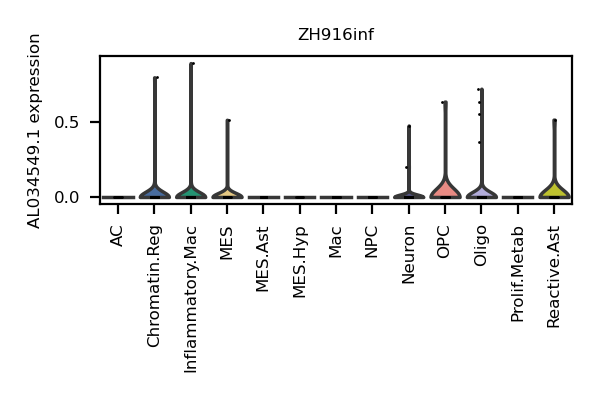 ZH916inf
AL034549.1 expression
0.5
0.0
AC
Chromatin.Reg
Inflammatory.Mac
MES
MES.Ast
MES.Hyp
Mac
NPC
Neuron
OPC
Oligo
Prolif.Metab
Reactive.Ast